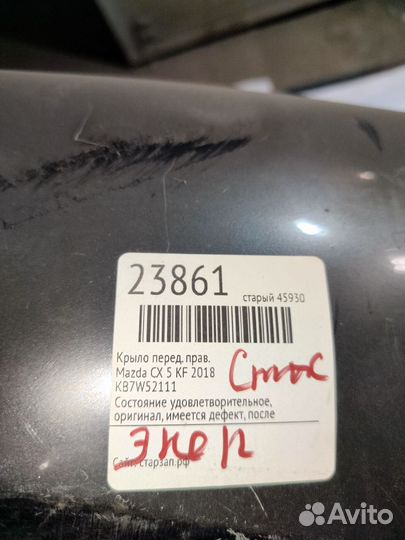 23861
старый 45930
Крыло перед. прав.
Mazda CX 5 KF 2018
KB7W52111
Состояние удовлетворительное,
оригинал, имеется дефект, после
Сайт: старзап.рф
Avito